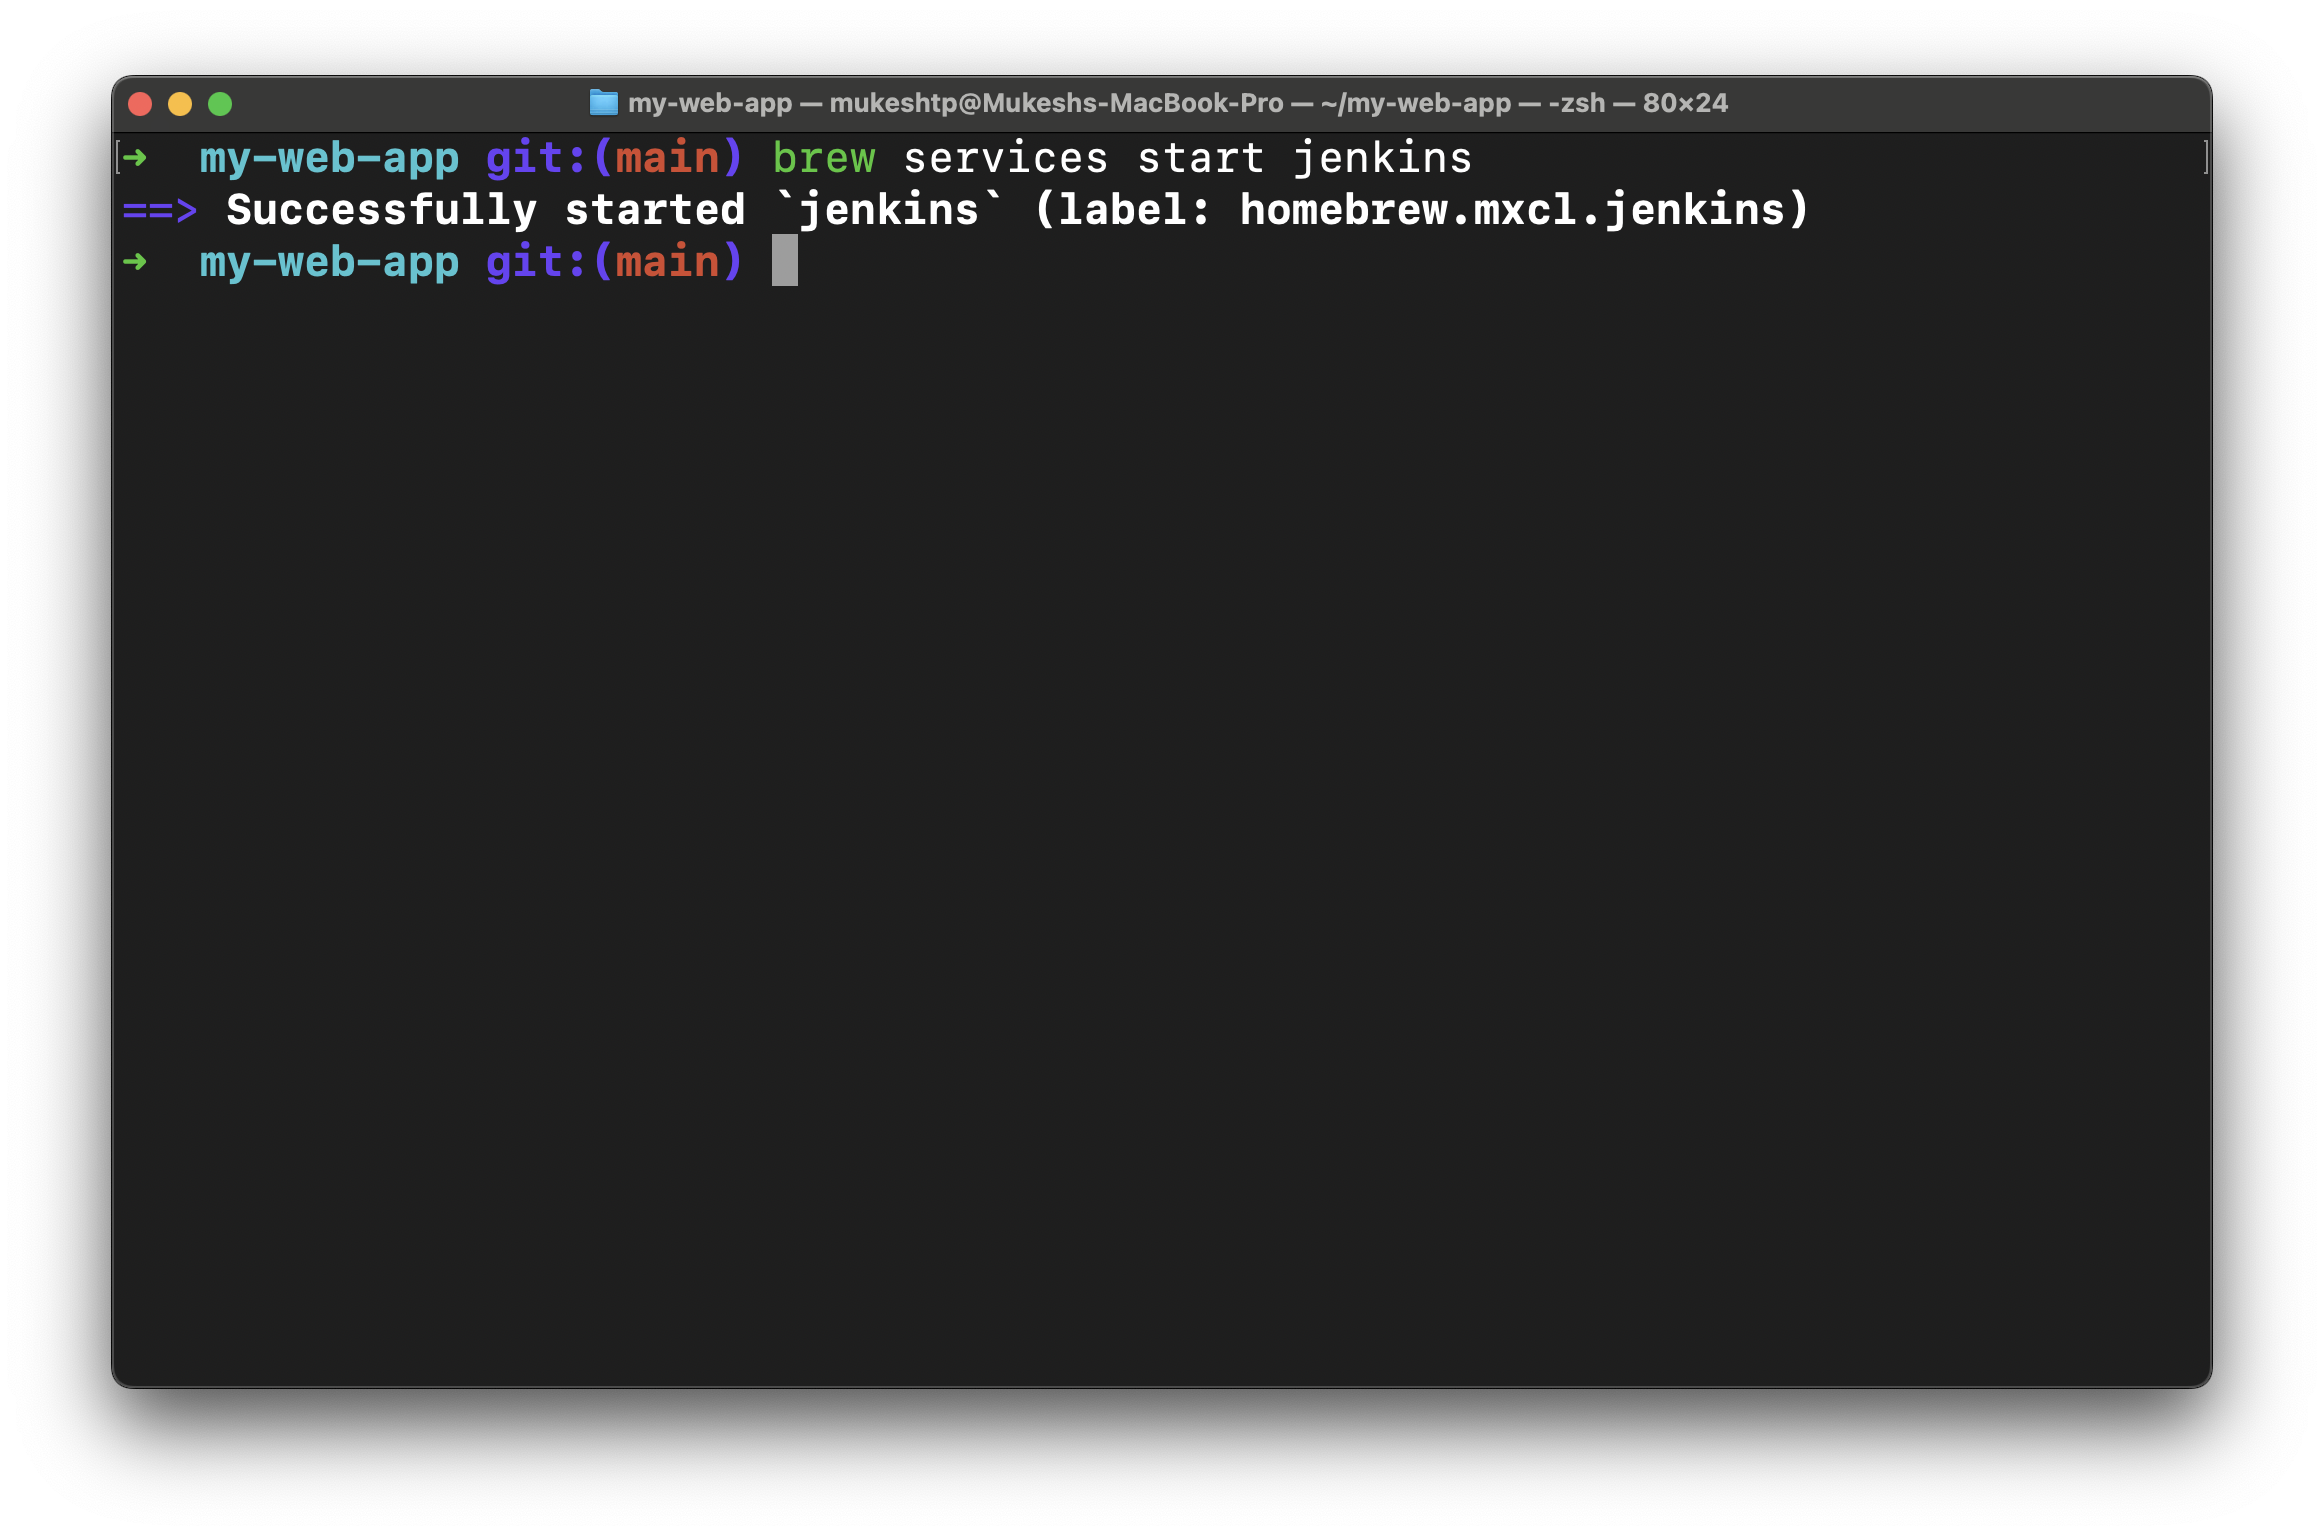 my-web-app — mukeshtp@Mukeshs-MacBook-Pro — ~/my-web-app — -zsh — 80×24
[➜  my-web-app git:(main) brew services start jenkins ]
==> Successfully started `jenkins` (label: homebrew.mxcl.jenkins)
➜  my-web-app git:(main)